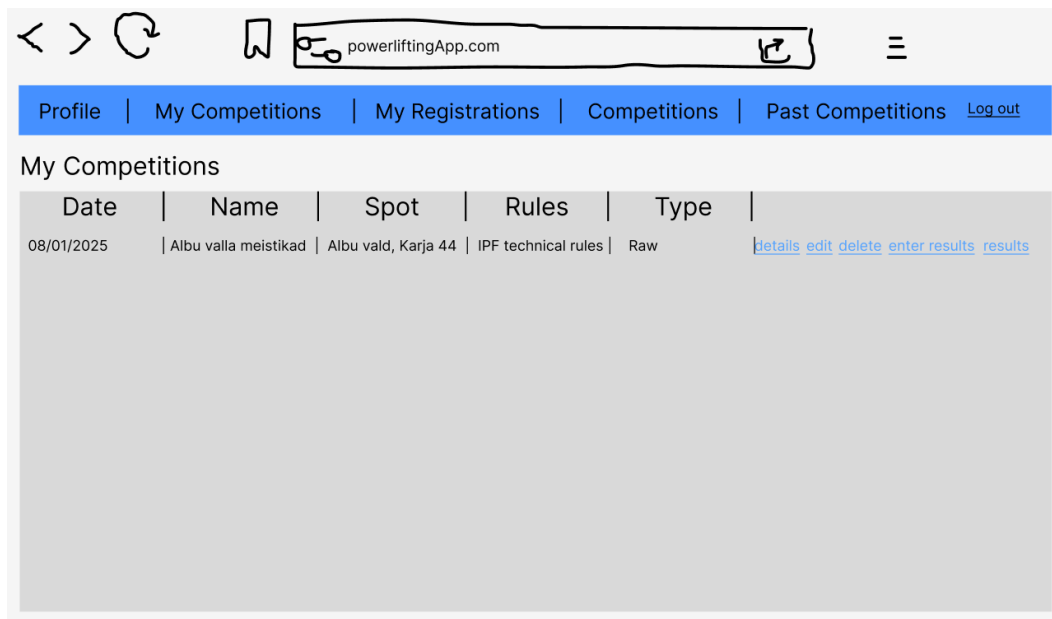 powerliftingApp.com
Profile | My Competitions | My Registrations | Competitions | Past Competitions Log out
My Competitions
Date | Name | Spot | Rules | Type |
08/01/2025 | Albu valla meistikad | Albu vald, Karja 44 | IPF technical rules | Raw | details edit delete enter results results